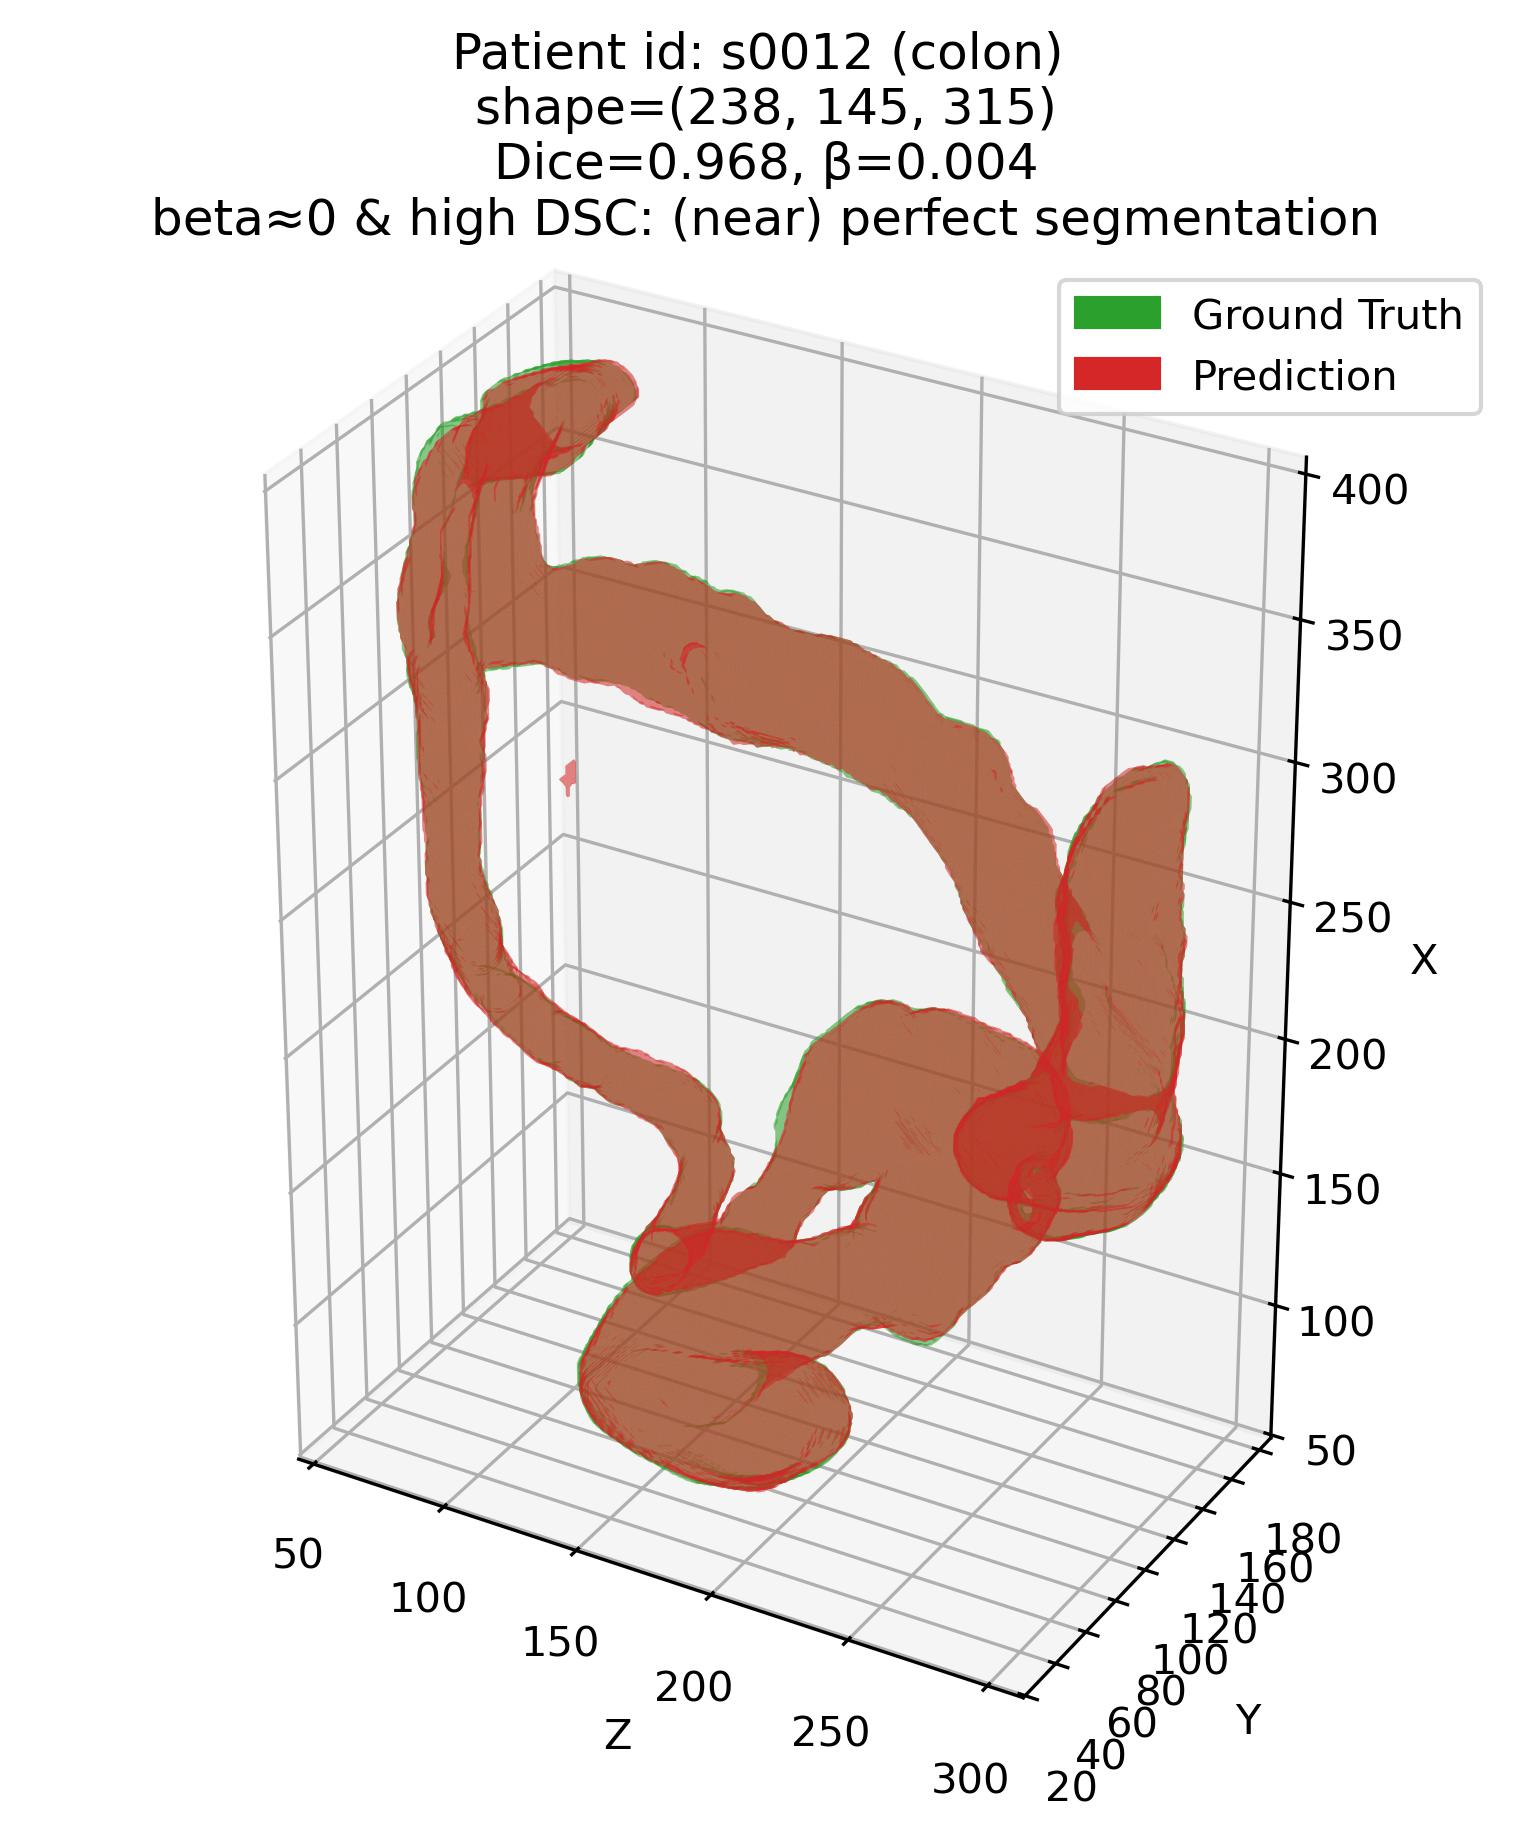 Patient id: s0012 (colon)
shape=(238, 145, 315)
Dice=0.968, β=0.004
beta≈0 & high DSC: (near) perfect segmentation
Ground Truth
Prediction
400
350
300
250
X
200
150
100
50
50
100
150
200
250
300
Z
180
160
140
120
100
80
60
40
20
Y